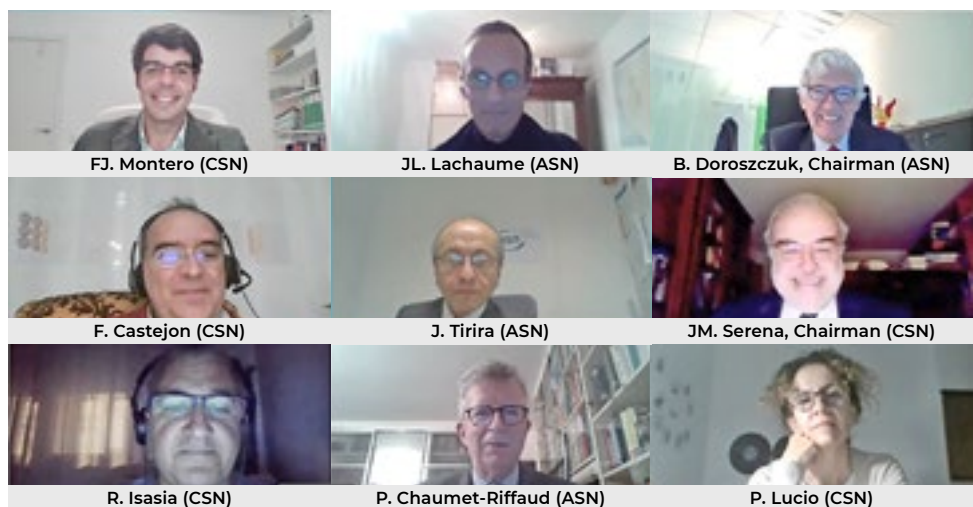 FJ. Montero (CSN)
JL. Lachaume (ASN)
B. Doroszczuk, Chairman (ASN)
F. Castejon (CSN)
J. Tirira (ASN)
JM. Serena, Chairman (CSN)
R. Isasia (CSN)
P. Chaumet-Riffaud (ASN)
P. Lucio (CSN)